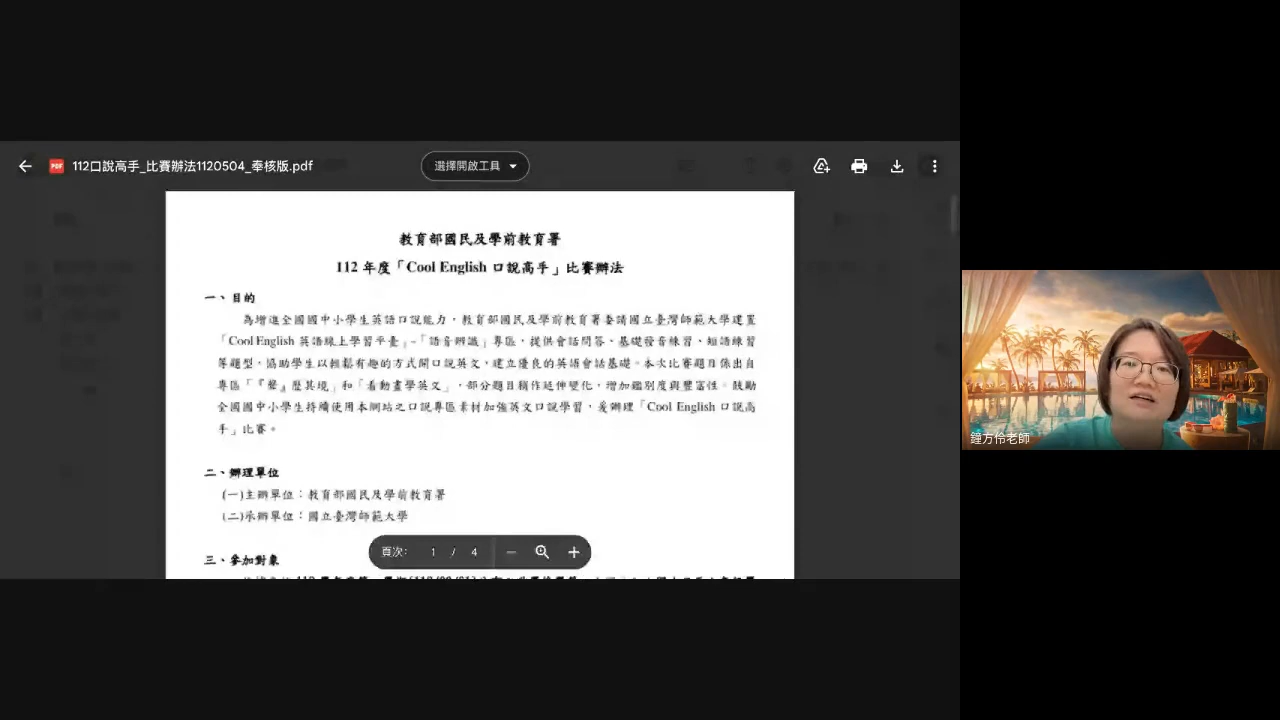 112口說高手_比賽辦法1120504_奉核版.pdf
選擇開啟工具
教育部國民及學前教育署
112 年度「Cool English 口說高手」比賽辦法
一、目的
為增進全國國中小學生英語口說能力，教育部國民及學前教育署委請國立臺灣師範大學建置
「Cool English 英語線上學習平臺」-「語音辨識」專區，提供會話問答、基礎發音練習、短語練習
等題型，協助學生以輕鬆有趣的方式開口說英文，建立優良的英語會話基礎。本次比賽題目係出自
專區「『聲』歷其境」和「看動畫學英文」，部分題目稍作延伸變化，增加鑑別度與豐富性。鼓勵
全國國中小學生持續使用本網站之口說專區素材加強英文口說學習，爰辦理「Cool English 口說高
手」比賽。
二、辦理單位
(一)主辦單位：教育部國民及學前教育署
(二)承辦單位：國立臺灣師範大學
三、參加對象
頁次： 1 / 4
鐘方伶老師